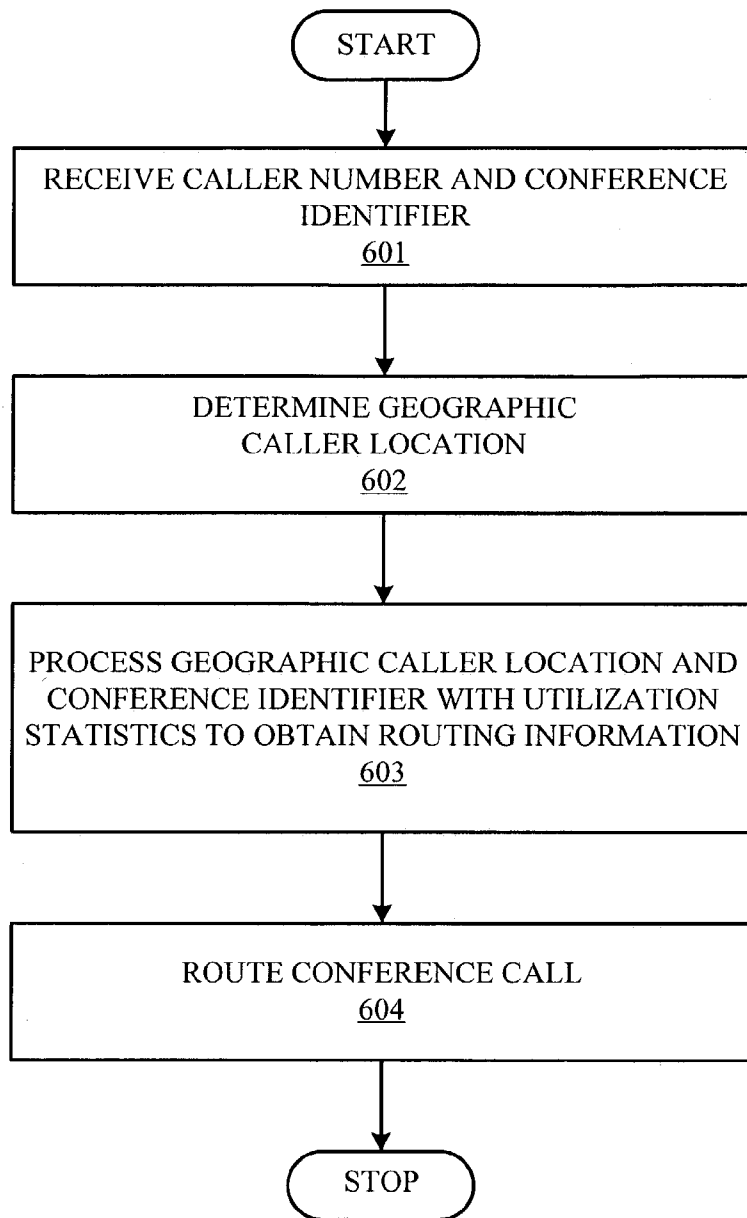 START
RECEIVE CALLER NUMBER AND CONFERENCE
IDENTIFIER
601
DETERMINE GEOGRAPHIC
CALLER LOCATION
602
PROCESS GEOGRAPHIC CALLER LOCATION AND
CONFERENCE IDENTIFIER WITH UTILIZATION
STATISTICS TO OBTAIN ROUTING INFORMATION
603
ROUTE CONFERENCE CALL
604
STOP